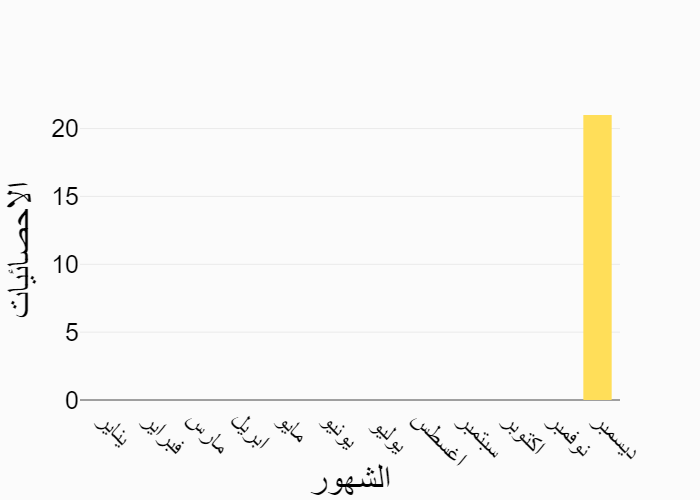 20
15
10
5
0
الاحصائيات
يناير
فبراير
مارس
ابريل
مايو
يونيو
يوليو
اغسطس
سبتمبر
اكتوبر
نوفمبر
ديسمبر
الشهور